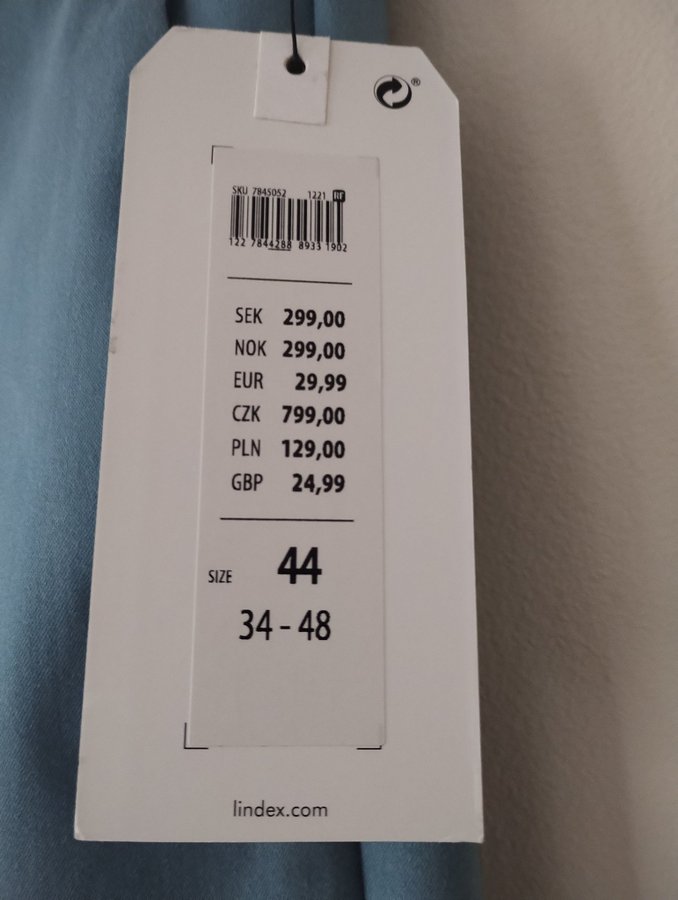 ®
SKU 7845052 1221 RF
122 7844288 8933 1902
SEK 299,00
NOK 299,00
EUR 29,99
CZK 799,00
PLN 129,00
GBP 24,99
SIZE 44
34 - 48
lindex.com